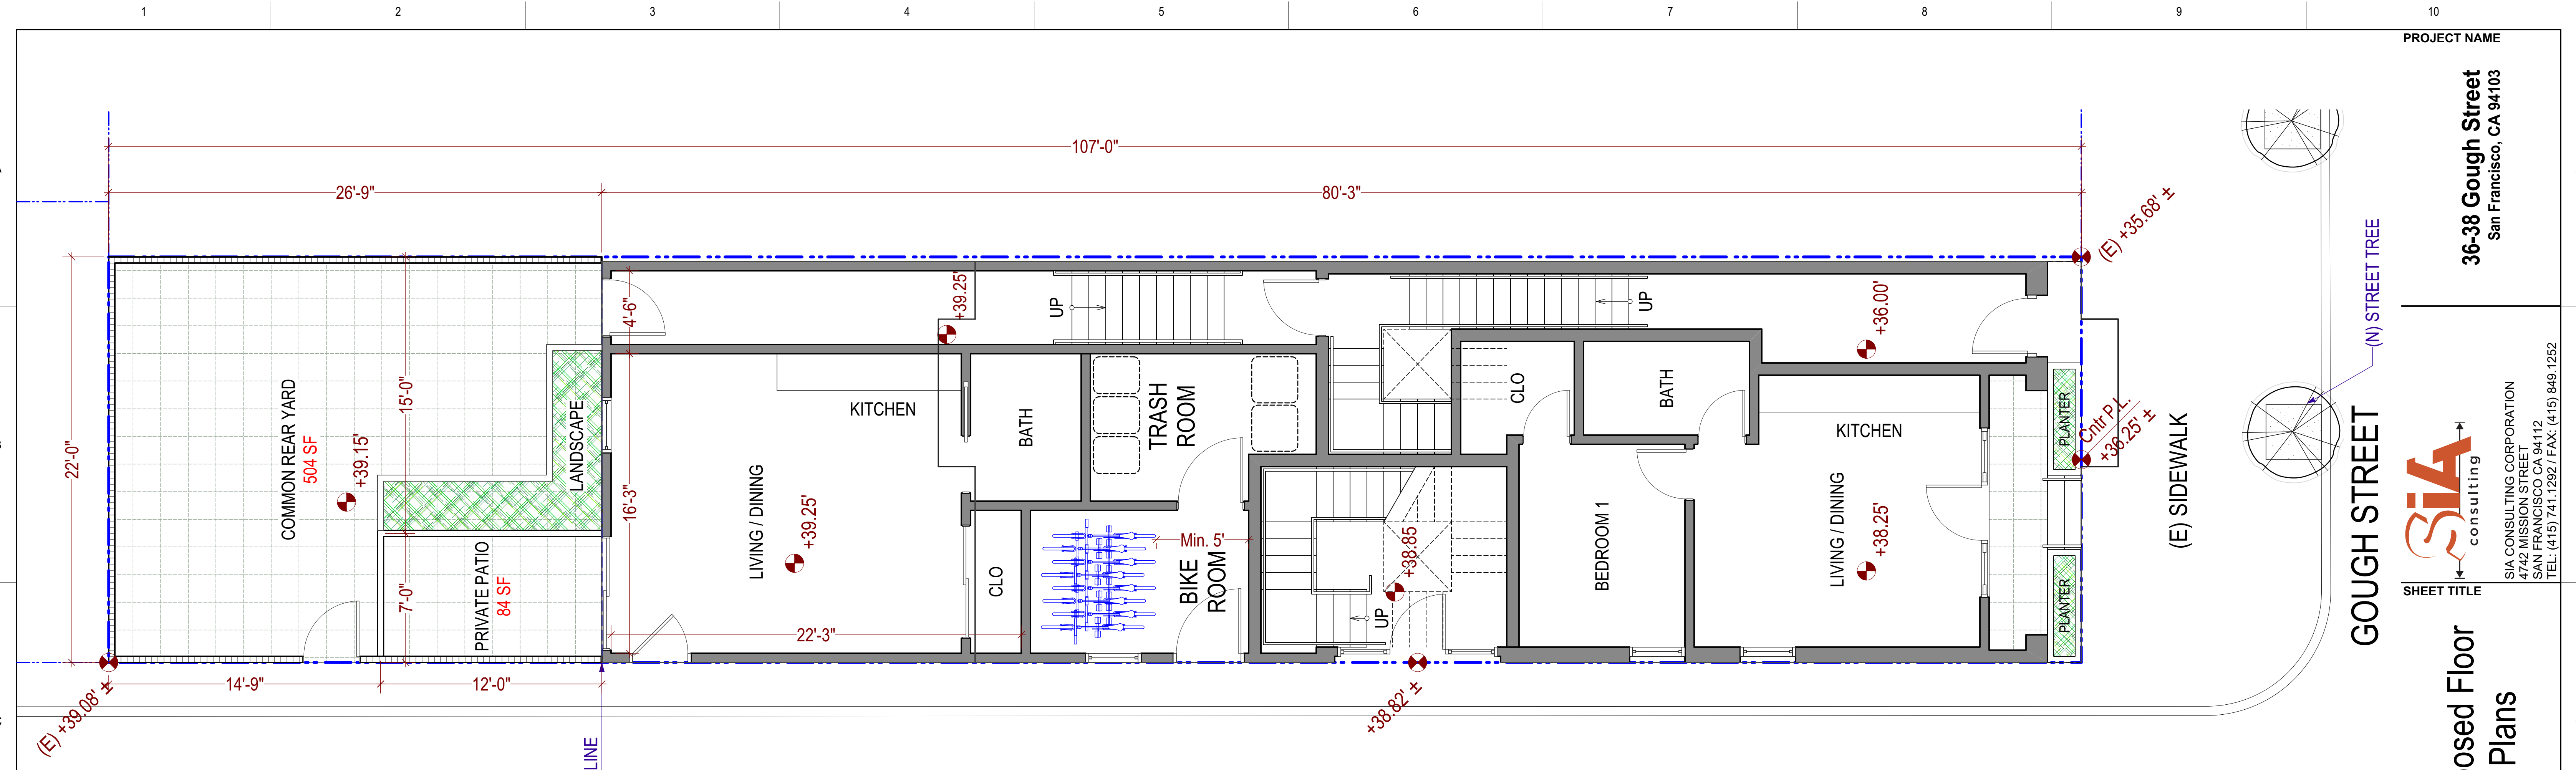 1
2
3
4
5
6
7
8
9
10
PROJECT NAME
36-38 Gough Street
San Francisco, CA 94103
107'-0"
26'-9"
80'-3"
(E) +35.68' ±
(N) STREET TREE
22'-0"
COMMON REAR YARD
504 SF
+39.15'
15'-0"
7'-0"
LANDSCAPE
PRIVATE PATIO
84 SF
14'-9"
12'-0"
(E) +39.08' ±
LINE
4'-6"
16'-3"
LIVING / DINING
+39.25'
KITCHEN
22'-3"
+39.25'
BATH
CLO
UP
TRASH
ROOM
BIKE
ROOM
Min. 5'
UP
+38.85
UP
+38.82' ±
CLO
BATH
BEDROOM 1
+36.00'
KITCHEN
LIVING / DINING
+38.25'
PLANTER
PLANTER
Cntr P.L.
+36.25' ±
(E) SIDEWALK
GOUGH STREET
SiA
consulting
SIA CONSULTING CORPORATION
4742 MISSION STREET
SAN FRANCISCO CA 94112
TEL: (415) 741.1292 / FAX: (415) 849.1252
SHEET TITLE
osed Floor
Plans